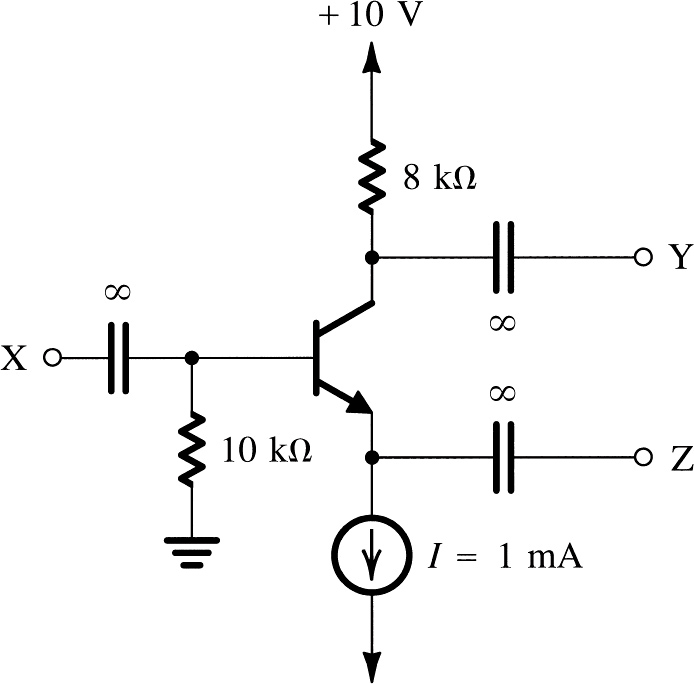 +10 V
8 kΩ
Y
∞
∞
X
∞
10 kΩ
Z
I = 1 mA